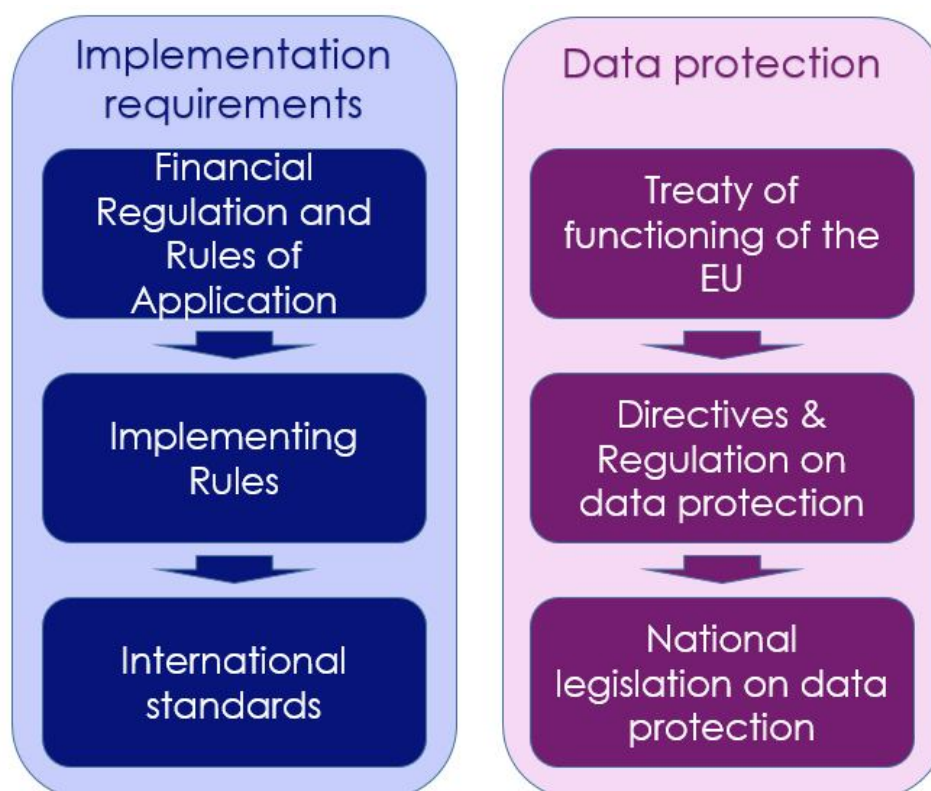 Implementation
requirements
Financial
Regulation and
Rules of
Application
Implementing
Rules
International
standards
Data protection
Treaty of
functioning of the
EU
Directives &
Regulation on
data protection
National
legislation on data
protection